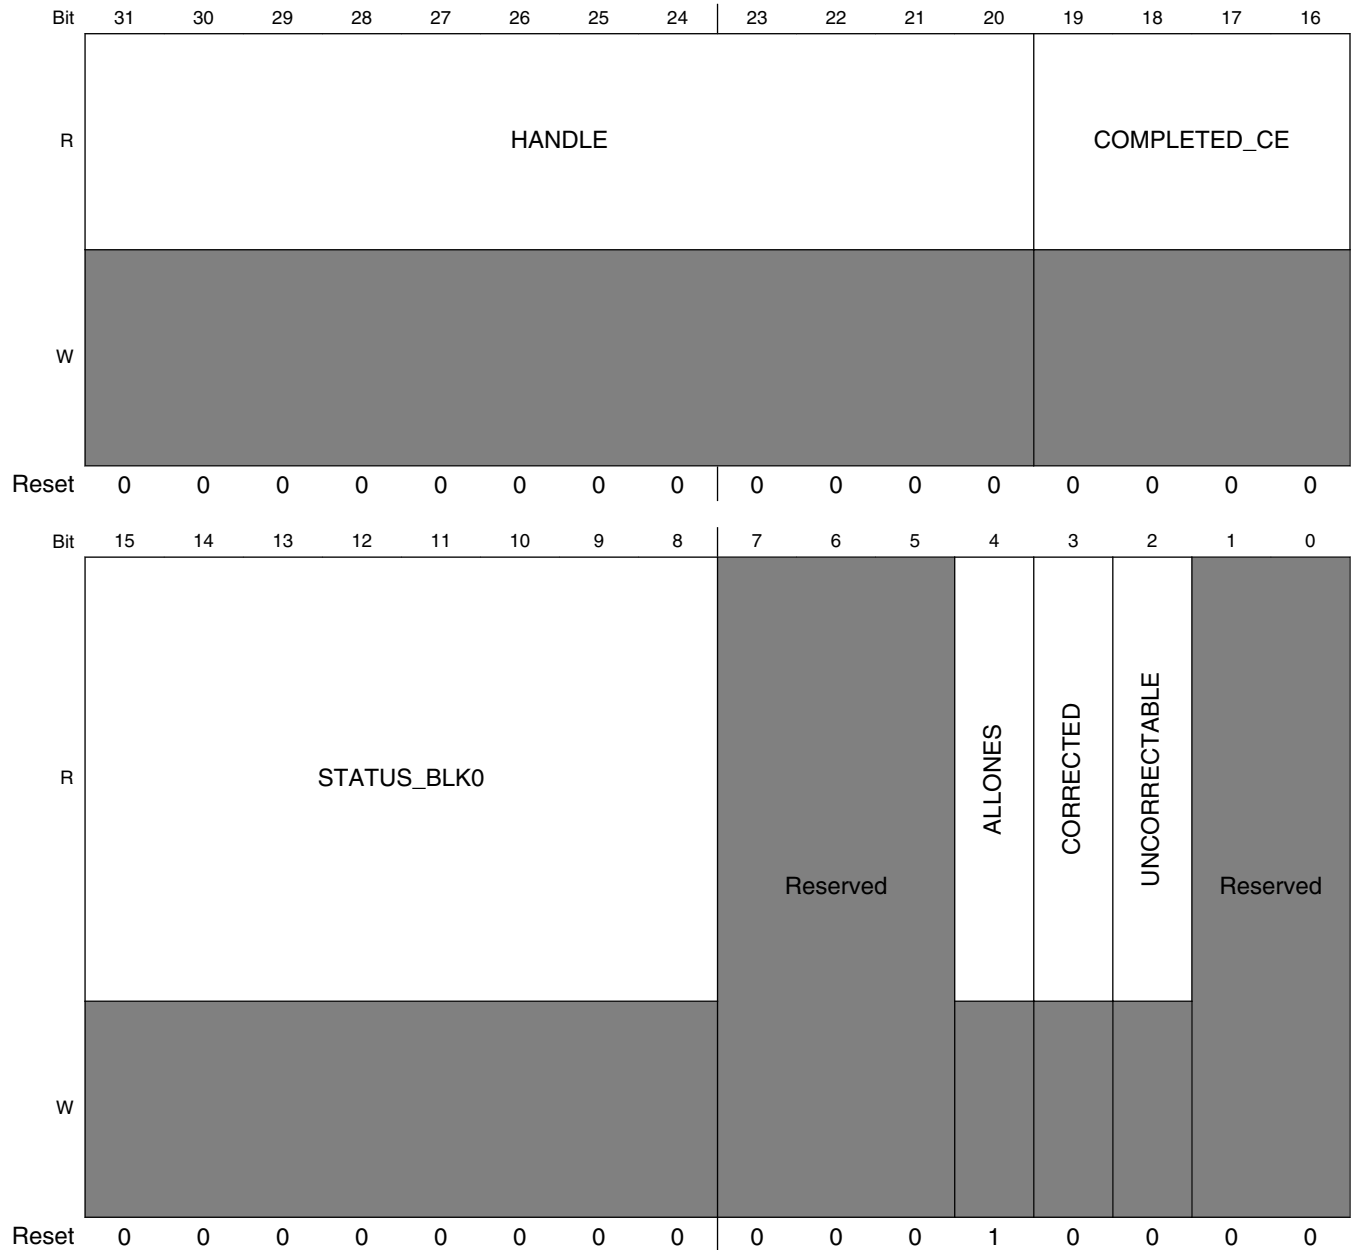 Bit 31 30 29 28 27 26 25 24 23 22 21 20 19 18 17 16
R HANDLE COMPLETED_CE
W
Reset 0 0 0 0 0 0 0 0 0 0 0 0 0 0 0 0
Bit 15 14 13 12 11 10 9 8 7 6 5 4 3 2 1 0
R STATUS_BLK0 Reserved ALLONES CORRECTED UNCORRECTABLE Reserved
W
Reset 0 0 0 0 0 0 0 0 0 0 0 1 0 0 0 0